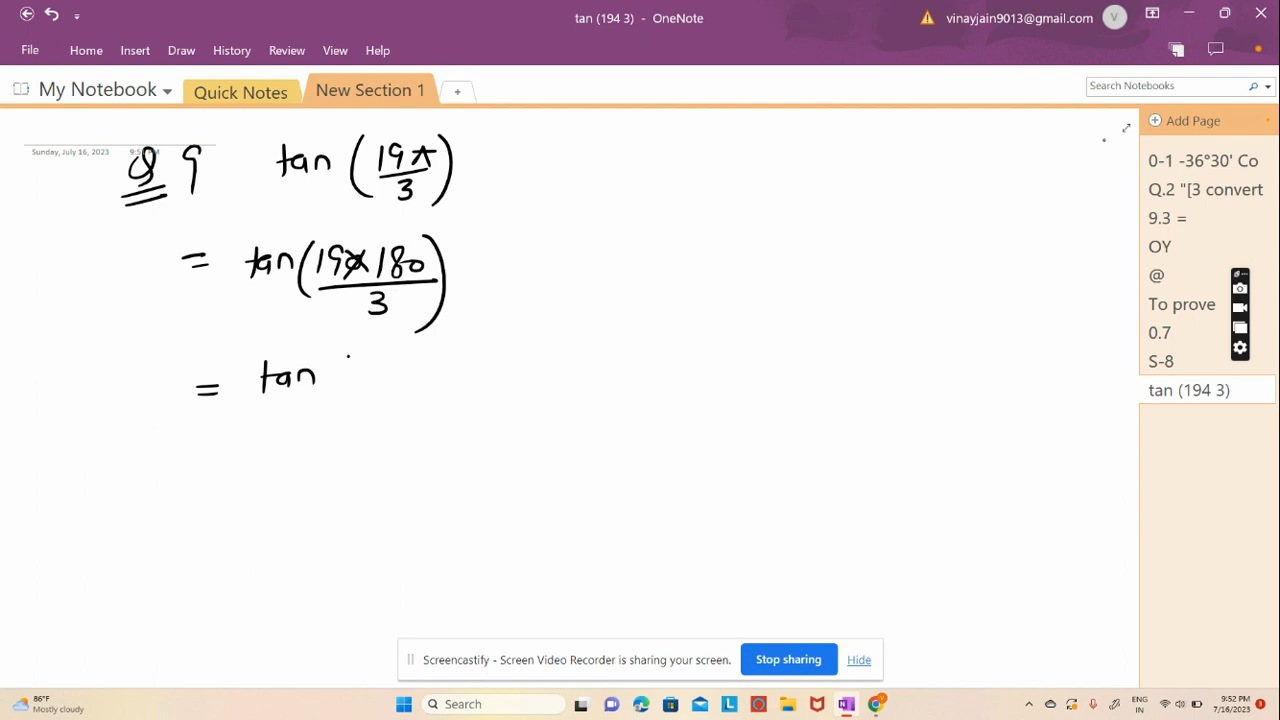 tan (194 3) - OneNote
vinayjain9013@gmail.com
V
File Home Insert Draw History Review View Help
My Notebook
Quick Notes
New Section 1
+
Search Notebooks
Add Page
Sunday, July 16, 2023
Q 9 tan (19π/3)
= tan (19×180/3)
= tan
0-1 -36°30' Co
Q.2 "[3 convert
9.3 =
OY
@
To prove
0.7
S-8
tan (194 3)
Screencastify - Screen Video Recorder is sharing your screen.
Stop sharing
Hide
86°F
Mostly cloudy
Search
ENG
IN
9:52 PM
7/16/2023